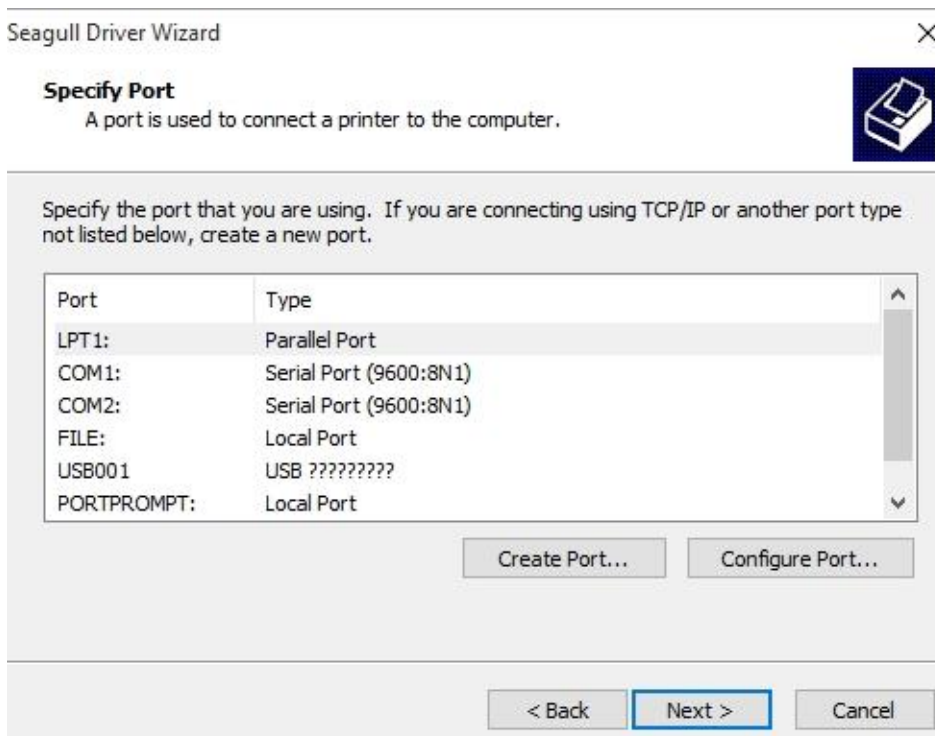 Seagull Driver Wizard
Specify Port
A port is used to connect a printer to the computer.
Specify the port that you are using. If you are connecting using TCP/IP or another port type
not listed below, create a new port.
Port Type
LPT1: Parallel Port
COM1: Serial Port (9600:8N1)
COM2: Serial Port (9600:8N1)
FILE: Local Port
USB001 USB ?????????
PORTPROMPT: Local Port
Create Port... Configure Port...
< Back Next > Cancel